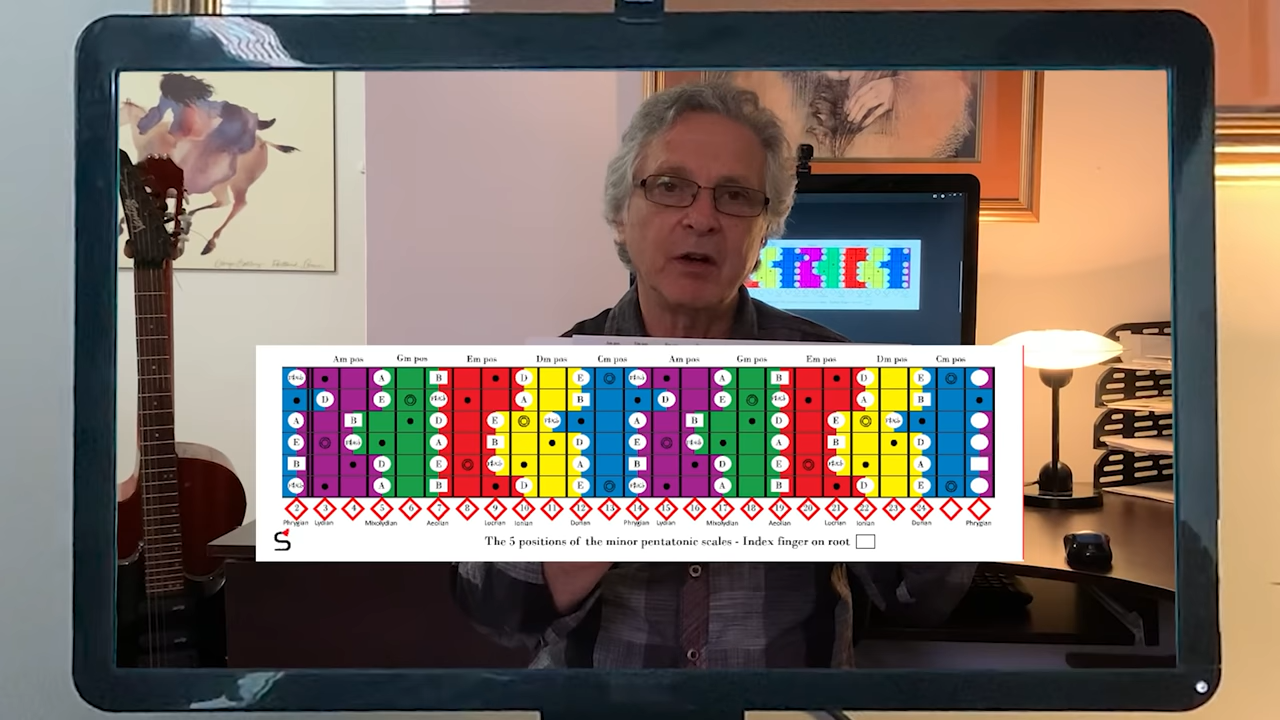 Am pos Gm pos Em pos Dm pos Cm pos Am pos Gm pos Em pos Dm pos Cm pos
A B D E A B D E
D E A B D E A B
B D E B D E
E A B D E A B D
B D E A B D E A
A B D E A B D E
2 3 4 5 6 7 8 9 10 11 12 13 14 15 16 17 18 19 20 21 22 23 24
Phrygian Lydian Mixolydian Aeolian Locrian Ionian Dorian Phrygian Lydian Mixolydian Aeolian Locrian Ionian Dorian Phrygian
S
The 5 positions of the minor pentatonic scales - Index finger on root